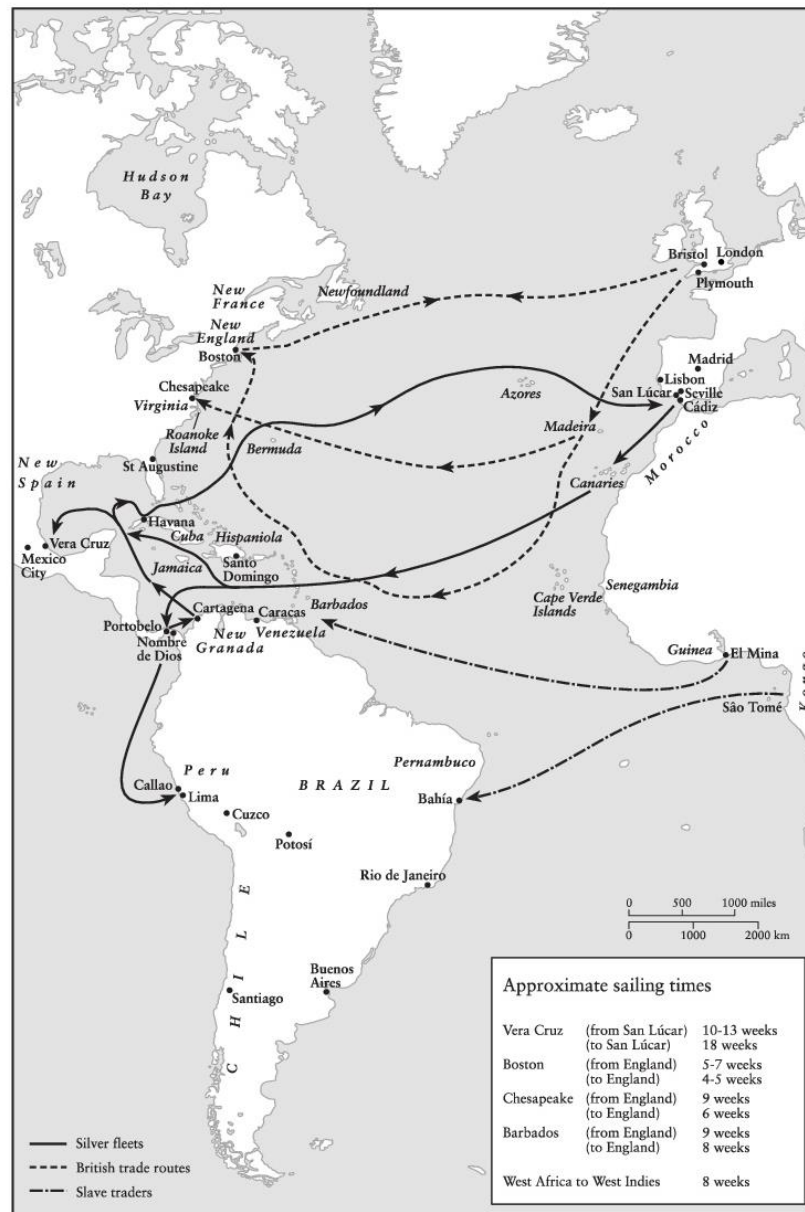 Hudson
Bay
New
France
Newfoundland
New
England
Boston
Bristol
London
Plymouth
Madrid
Lisbon
San Lúcar
Seville
Cádiz
Chesapeake
Virginia
Azores
Roanoke
Island
Bermuda
Madeira
Morocco
St Augustine
New
Spain
Canaries
Havana
Cuba
Hispaniola
Vera Cruz
Mexico
City
Jamaica
Santo
Domingo
Cape Verde
Islands
Senegambia
Barbados
Cartagena
Caracas
Portobelo
Nombre
de Dios
New
Granada
Venezuela
Guinea
El Mina
Sâo Tomé
Pernambuco
Peru
BRAZIL
Callao
Lima
Bahía
Cuzco
Potosí
Rio de Janeiro
CHILE
Buenos
Aires
Santiago
0 500 1000 miles
0 1000 2000 km
Approximate sailing times
Vera Cruz (from San Lúcar) 10-13 weeks
(to San Lúcar) 18 weeks
Boston (from England) 5-7 weeks
(to England) 4-5 weeks
Chesapeake (from England) 9 weeks
(to England) 6 weeks
Barbados (from England) 9 weeks
(to England) 8 weeks
West Africa to West Indies 8 weeks
Silver fleets
British trade routes
Slave traders